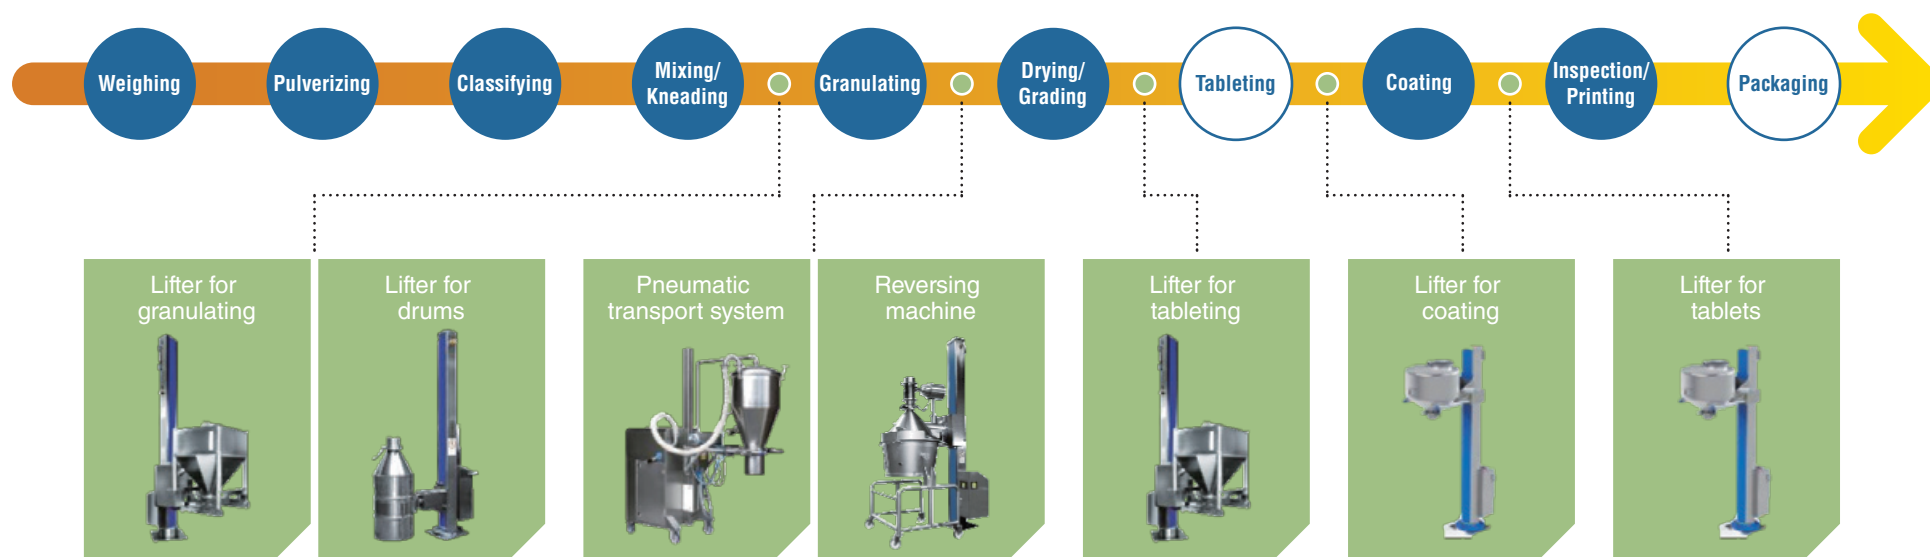 Weighing
Pulverizing
Classifying
Mixing/
Kneading
Granulating
Drying/
Grading
Tableting
Coating
Inspection/
Printing
Packaging
Lifter for
granulating
Lifter for
drums
Pneumatic
transport system
Reversing
machine
Lifter for
tableting
Lifter for
coating
Lifter for
tablets